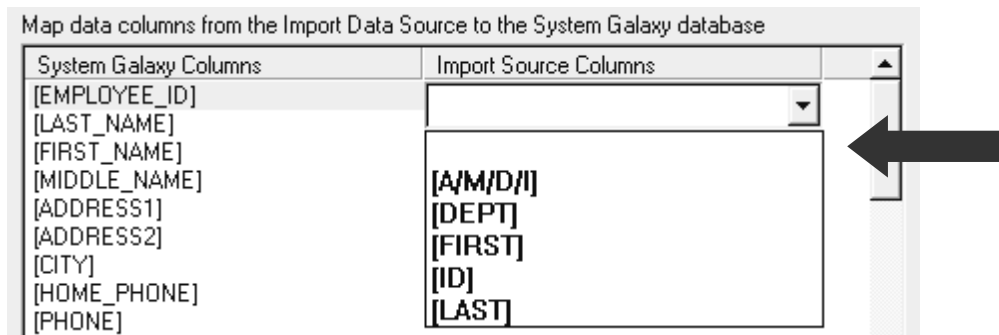 Map data columns from the Import Data Source to the System Galaxy database
System Galaxy Columns Import Source Columns
[EMPLOYEE_ID]
[LAST_NAME]
[FIRST_NAME]
[MIDDLE_NAME]
[ADDRESS1]
[ADDRESS2]
[CITY]
[HOME_PHONE]
[PHONE]
[A/M/D/I]
[DEPT]
[FIRST]
[ID]
[LAST]